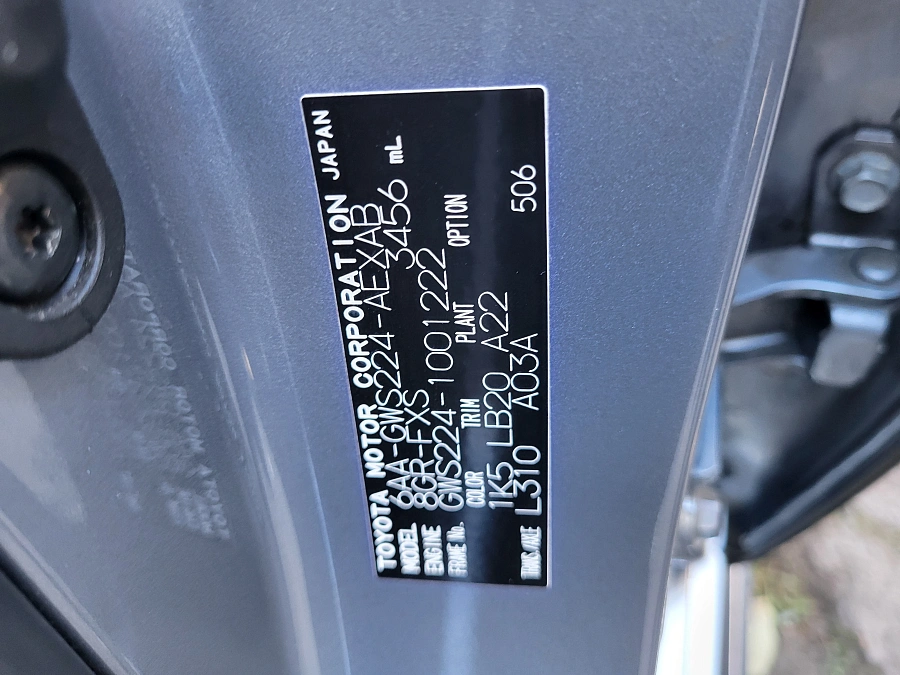 TOYOTA MOTOR CORPORATION JAPAN
MODEL 6AA-GWS224-AEXAB
ENGINE 8GR-FXS 3456 mL
FRAME No. GWS224-1001222
COLOR TRIM PLANT OPTION
1K5 LB20 A22
TRANS./AXLE L310 A03A 506